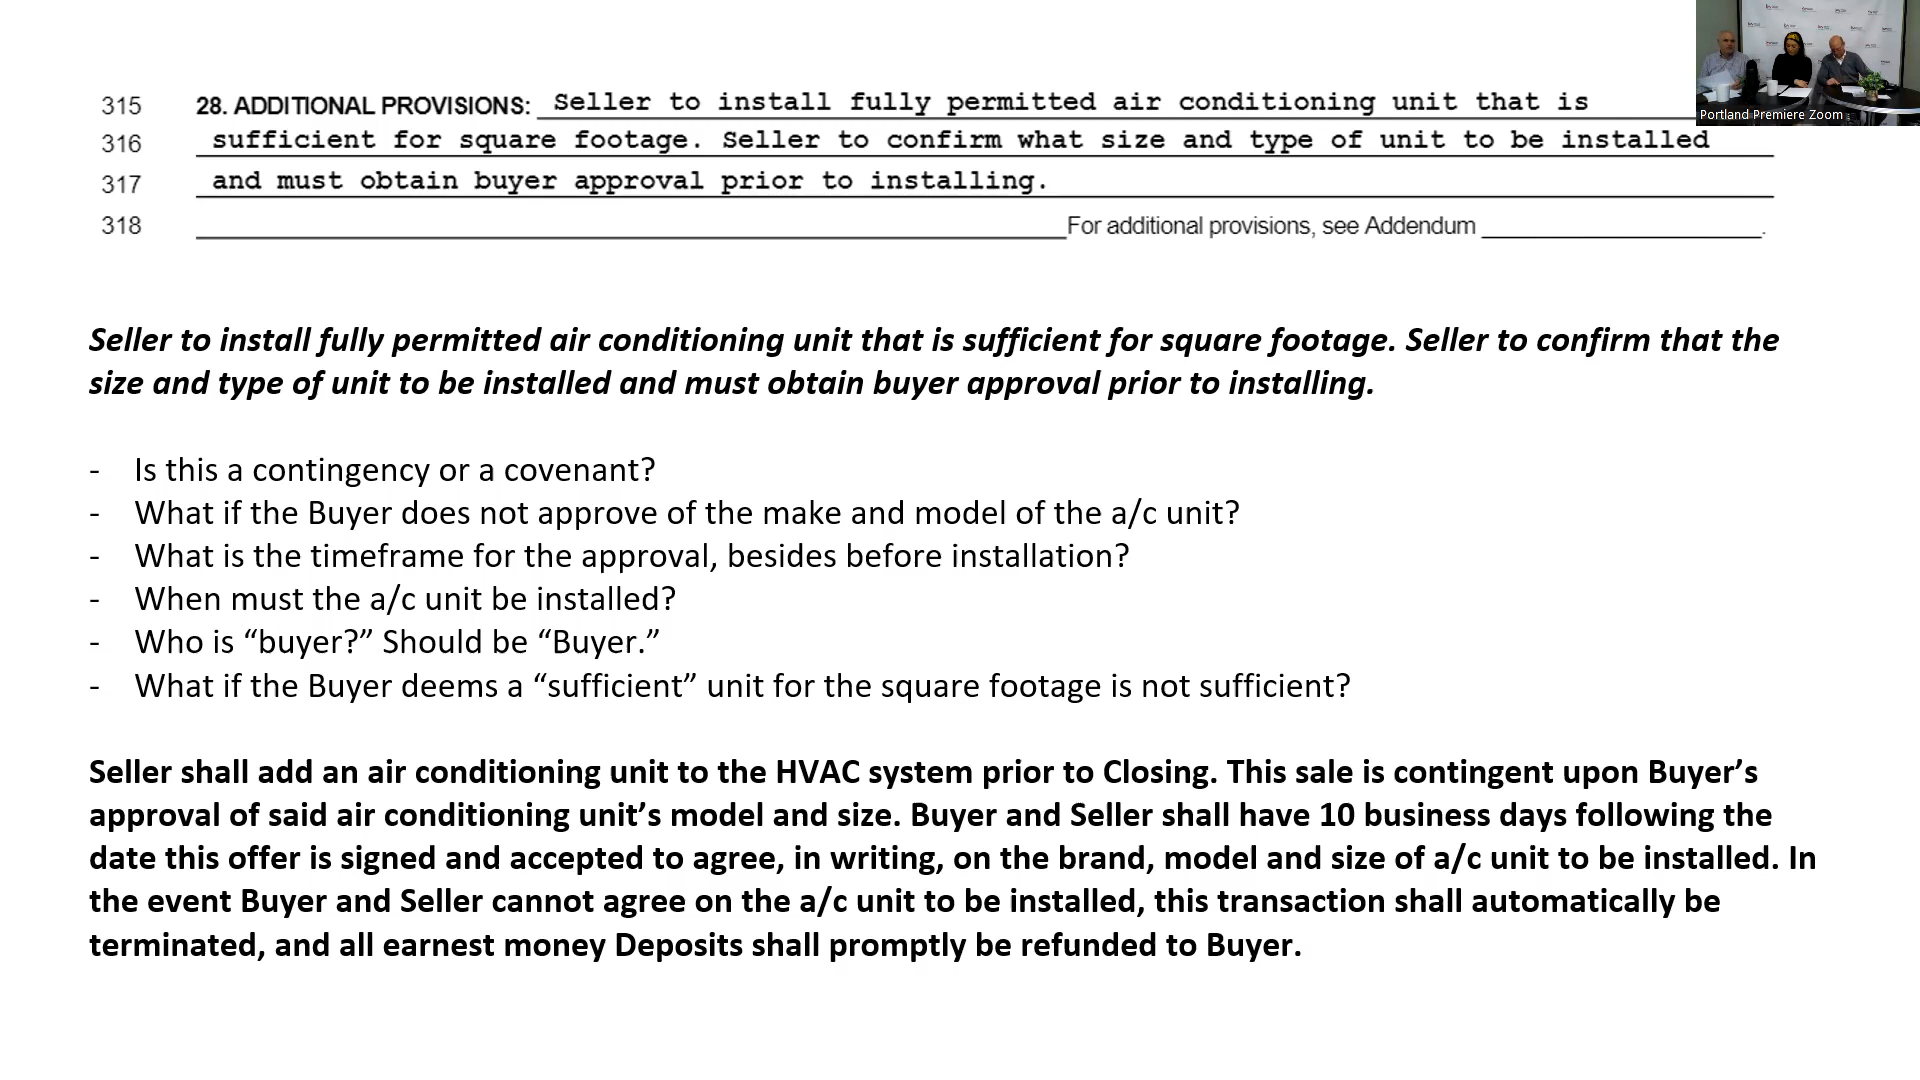 315 28. ADDITIONAL PROVISIONS: Seller to install fully permitted air conditioning unit that is
316 sufficient for square footage. Seller to confirm what size and type of unit to be installed
317 and must obtain buyer approval prior to installing.
318 For additional provisions, see Addendum .
Portland Premiere Zoom
Seller to install fully permitted air conditioning unit that is sufficient for square footage. Seller to confirm that the
size and type of unit to be installed and must obtain buyer approval prior to installing.
- Is this a contingency or a covenant?
- What if the Buyer does not approve of the make and model of the a/c unit?
- What is the timeframe for the approval, besides before installation?
- When must the a/c unit be installed?
- Who is “buyer?” Should be “Buyer.”
- What if the Buyer deems a “sufficient” unit for the square footage is not sufficient?
Seller shall add an air conditioning unit to the HVAC system prior to Closing. This sale is contingent upon Buyer’s
approval of said air conditioning unit’s model and size. Buyer and Seller shall have 10 business days following the
date this offer is signed and accepted to agree, in writing, on the brand, model and size of a/c unit to be installed. In
the event Buyer and Seller cannot agree on the a/c unit to be installed, this transaction shall automatically be
terminated, and all earnest money Deposits shall promptly be refunded to Buyer.